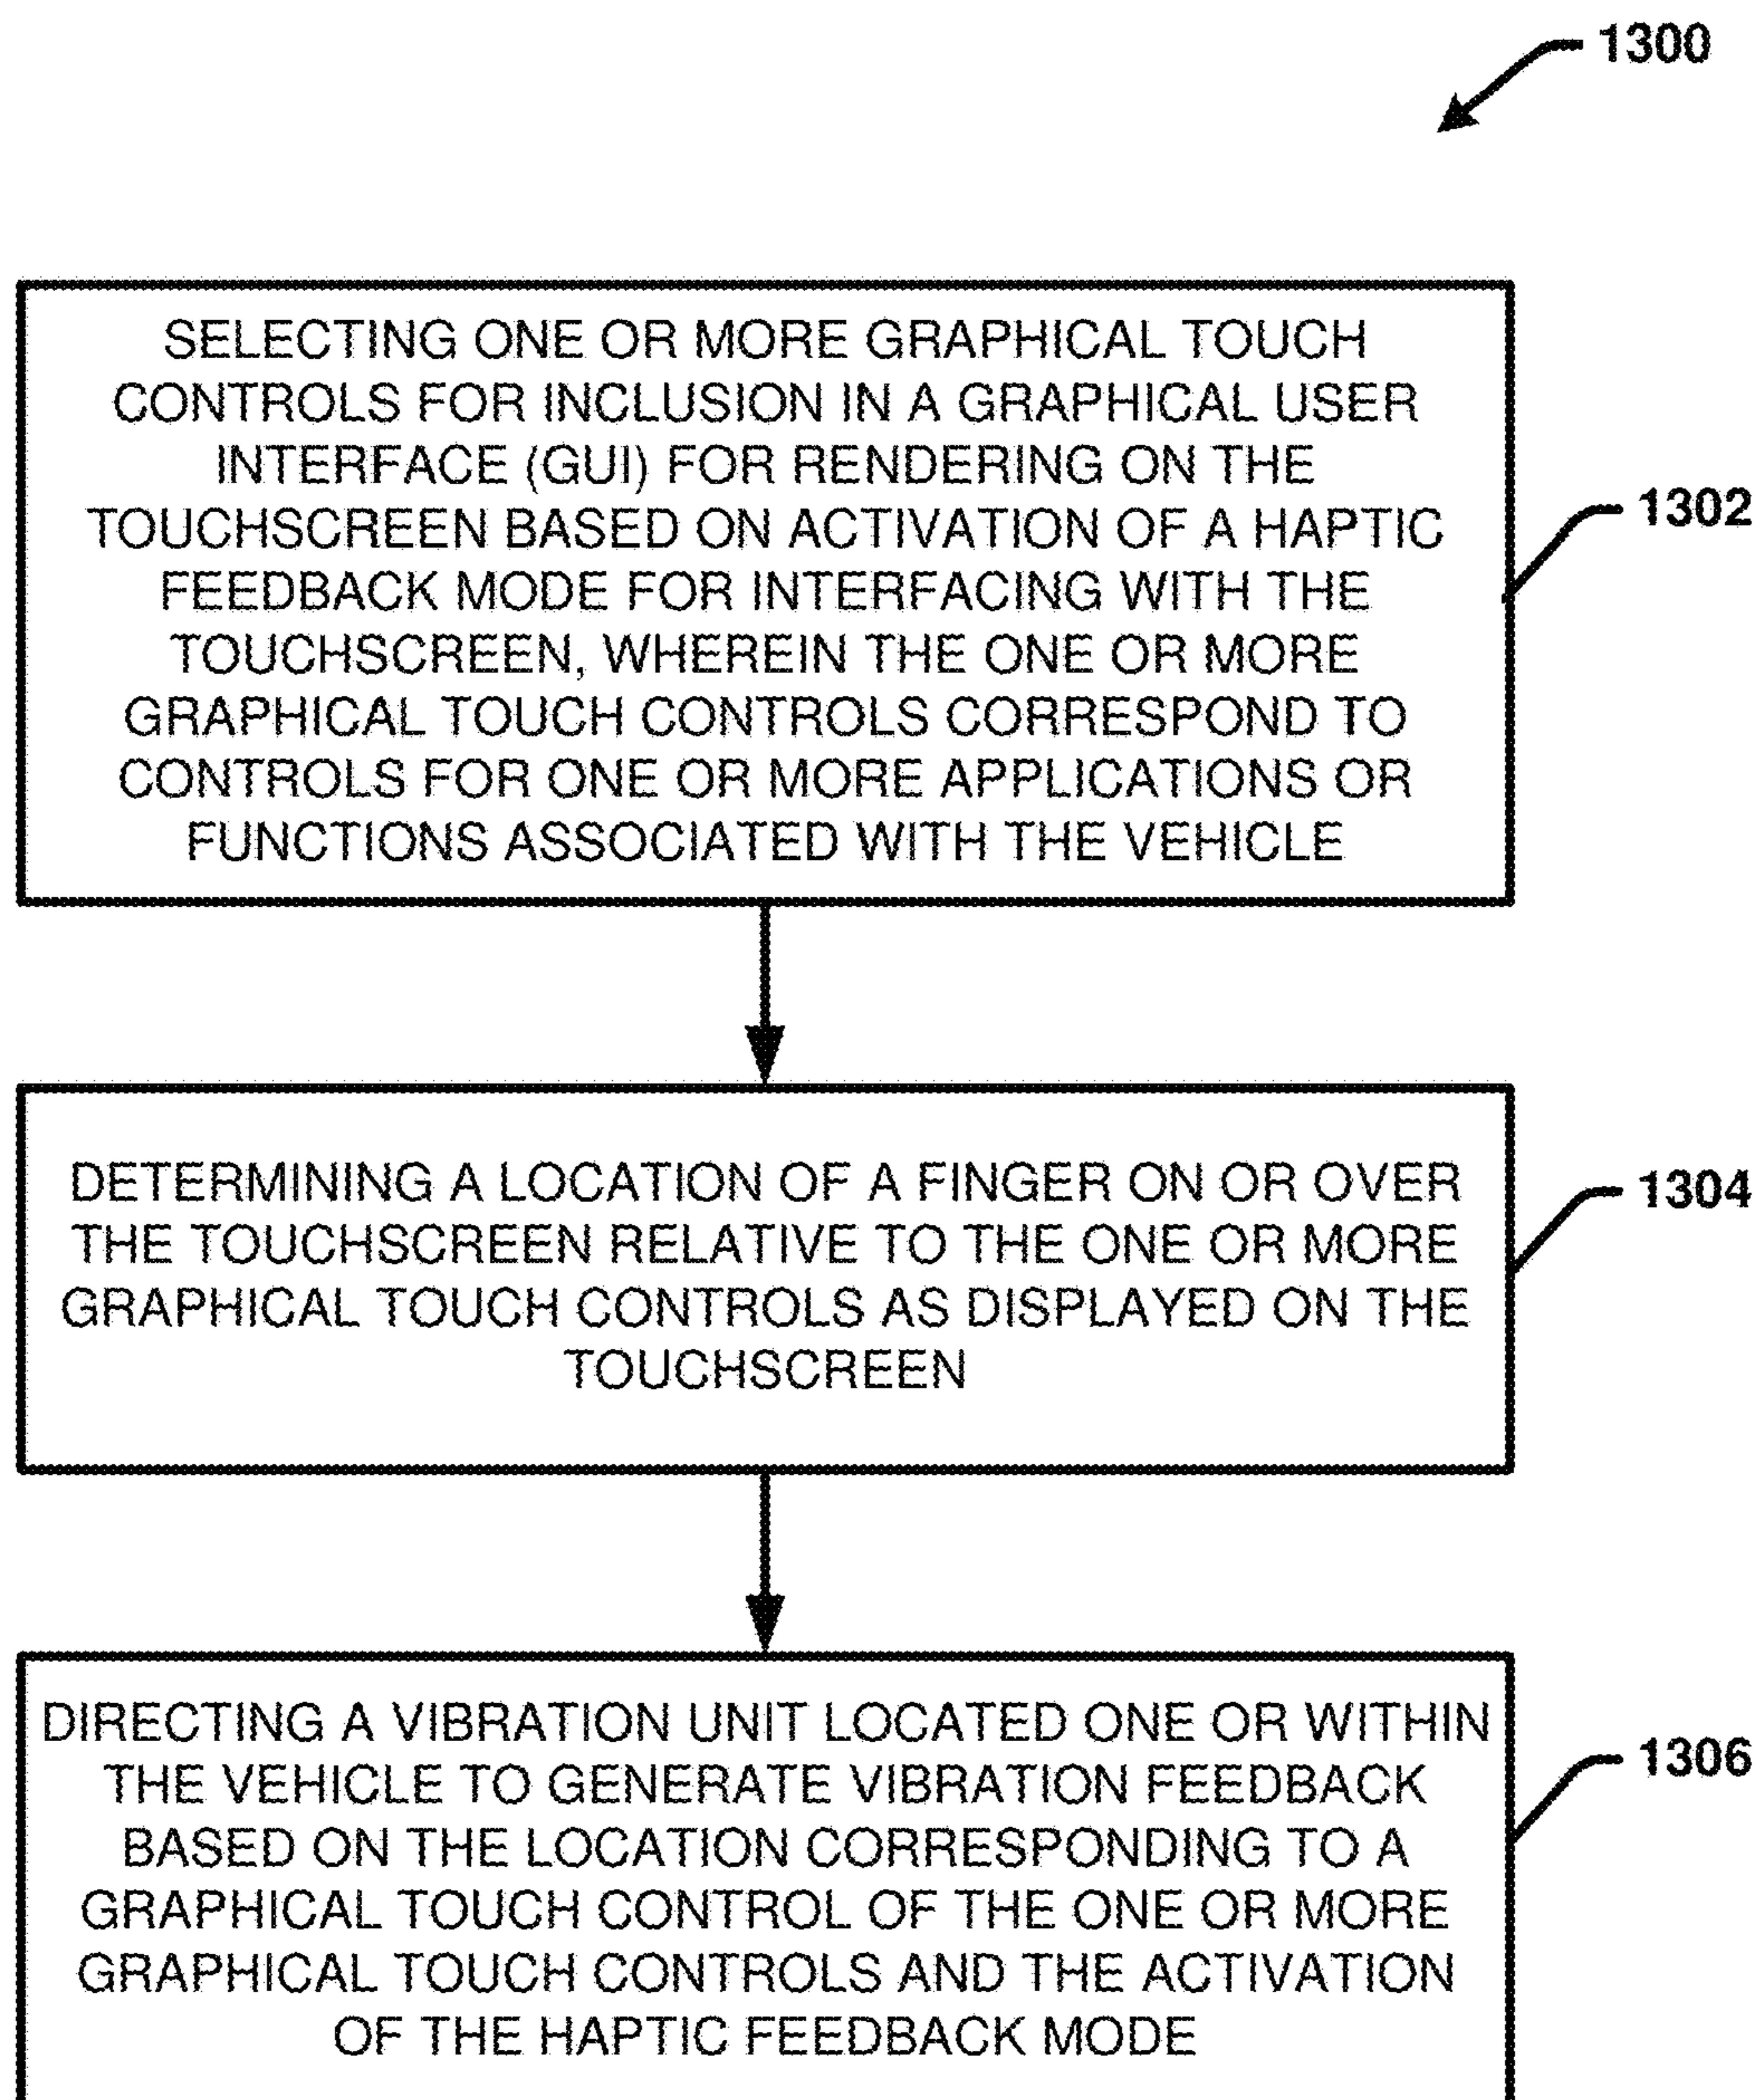 1300
SELECTING ONE OR MORE GRAPHICAL TOUCH
CONTROLS FOR INCLUSION IN A GRAPHICAL USER
INTERFACE (GUI) FOR RENDERING ON THE
TOUCHSCREEN BASED ON ACTIVATION OF A HAPTIC
FEEDBACK MODE FOR INTERFACING WITH THE
TOUCHSCREEN, WHEREIN THE ONE OR MORE
GRAPHICAL TOUCH CONTROLS CORRESPOND TO
CONTROLS FOR ONE OR MORE APPLICATIONS OR
FUNCTIONS ASSOCIATED WITH THE VEHICLE
1302
DETERMINING A LOCATION OF A FINGER ON OR OVER
THE TOUCHSCREEN RELATIVE TO THE ONE OR MORE
GRAPHICAL TOUCH CONTROLS AS DISPLAYED ON THE
TOUCHSCREEN
1304
DIRECTING A VIBRATION UNIT LOCATED ONE OR WITHIN
THE VEHICLE TO GENERATE VIBRATION FEEDBACK
BASED ON THE LOCATION CORRESPONDING TO A
GRAPHICAL TOUCH CONTROL OF THE ONE OR MORE
GRAPHICAL TOUCH CONTROLS AND THE ACTIVATION
OF THE HAPTIC FEEDBACK MODE
1306